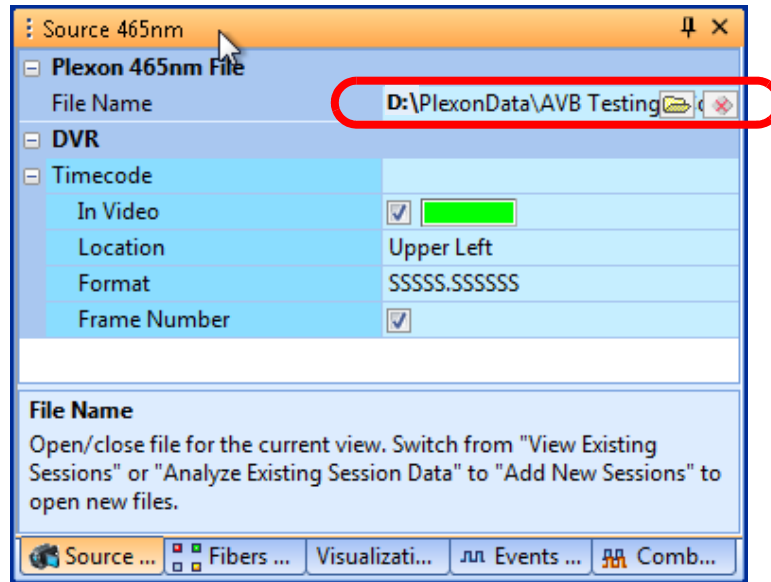 Source 465nm
Plexon 465nm File
File Name D:\PlexonData\AVB Testing
DVR
Timecode
In Video
Location Upper Left
Format SSSSS.SSSSSS
Frame Number
File Name
Open/close file for the current view. Switch from "View Existing
Sessions" or "Analyze Existing Session Data" to "Add New Sessions" to
open new files.
Source ... Fibers ... Visualizati... Events ... Comb...